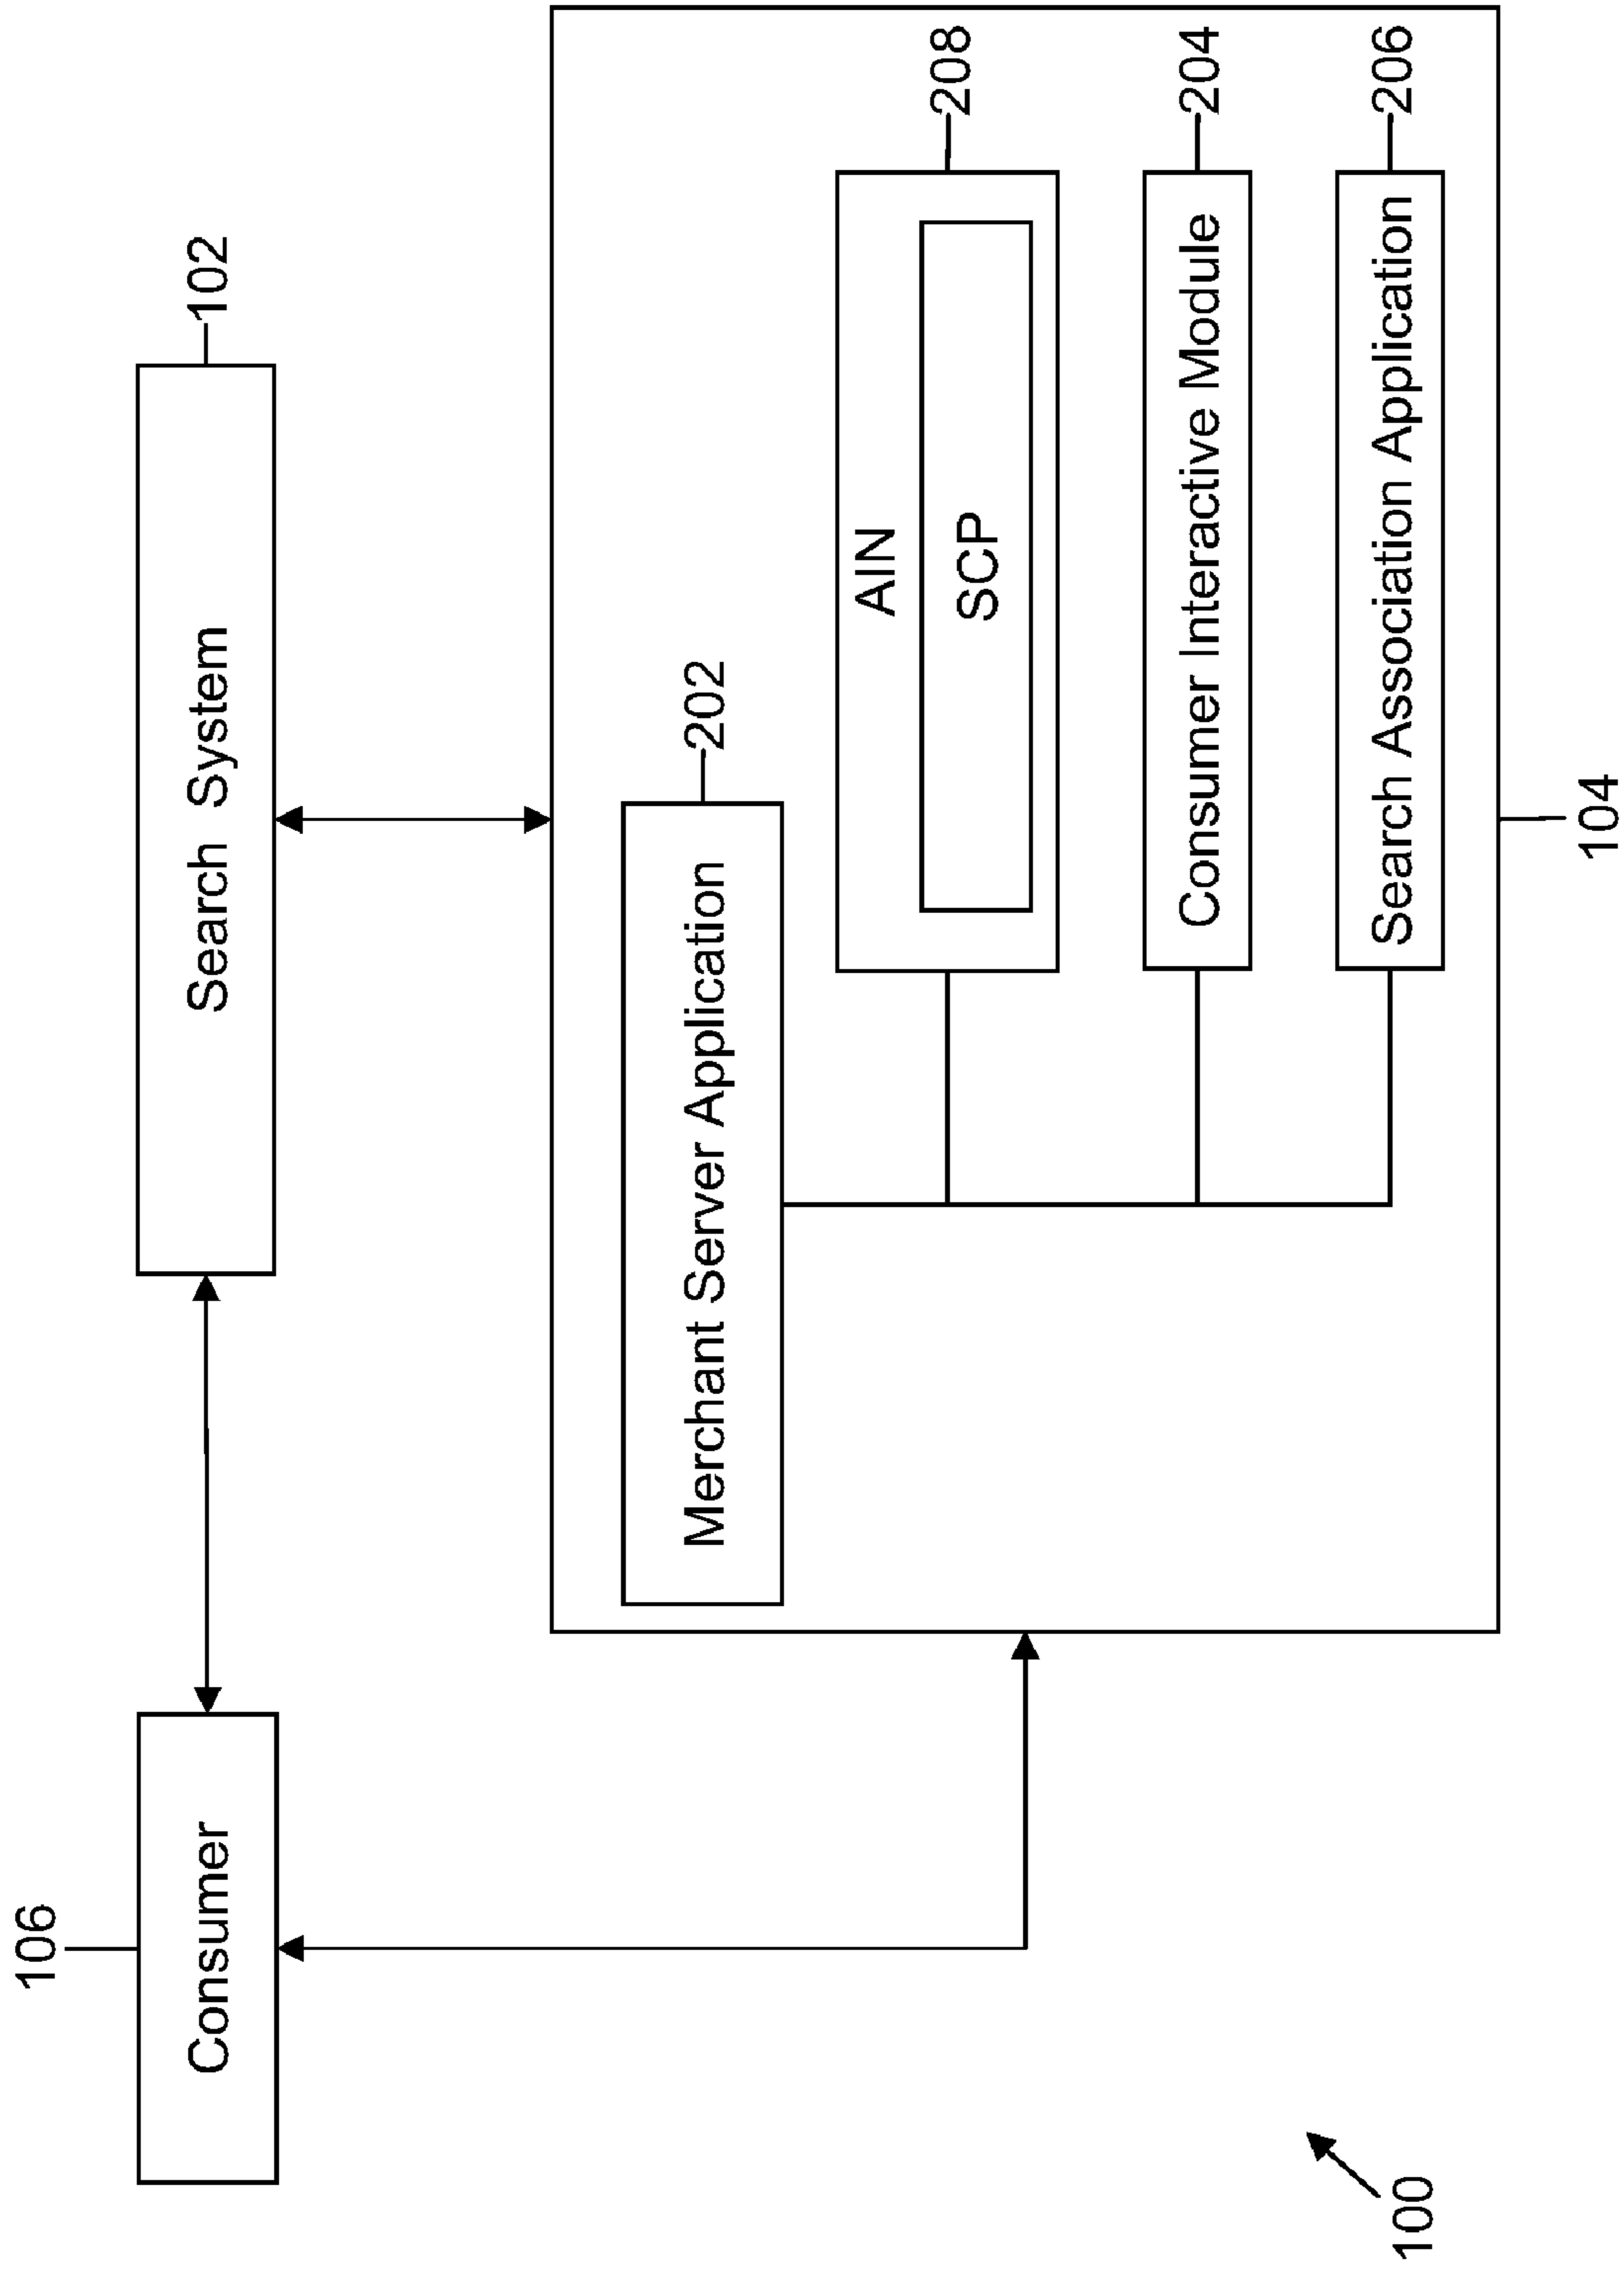 106
Consumer
Search System
102
Merchant Server Application
202
AIN
SCP
208
Consumer Interactive Module
204
Search Association Application
206
104
100